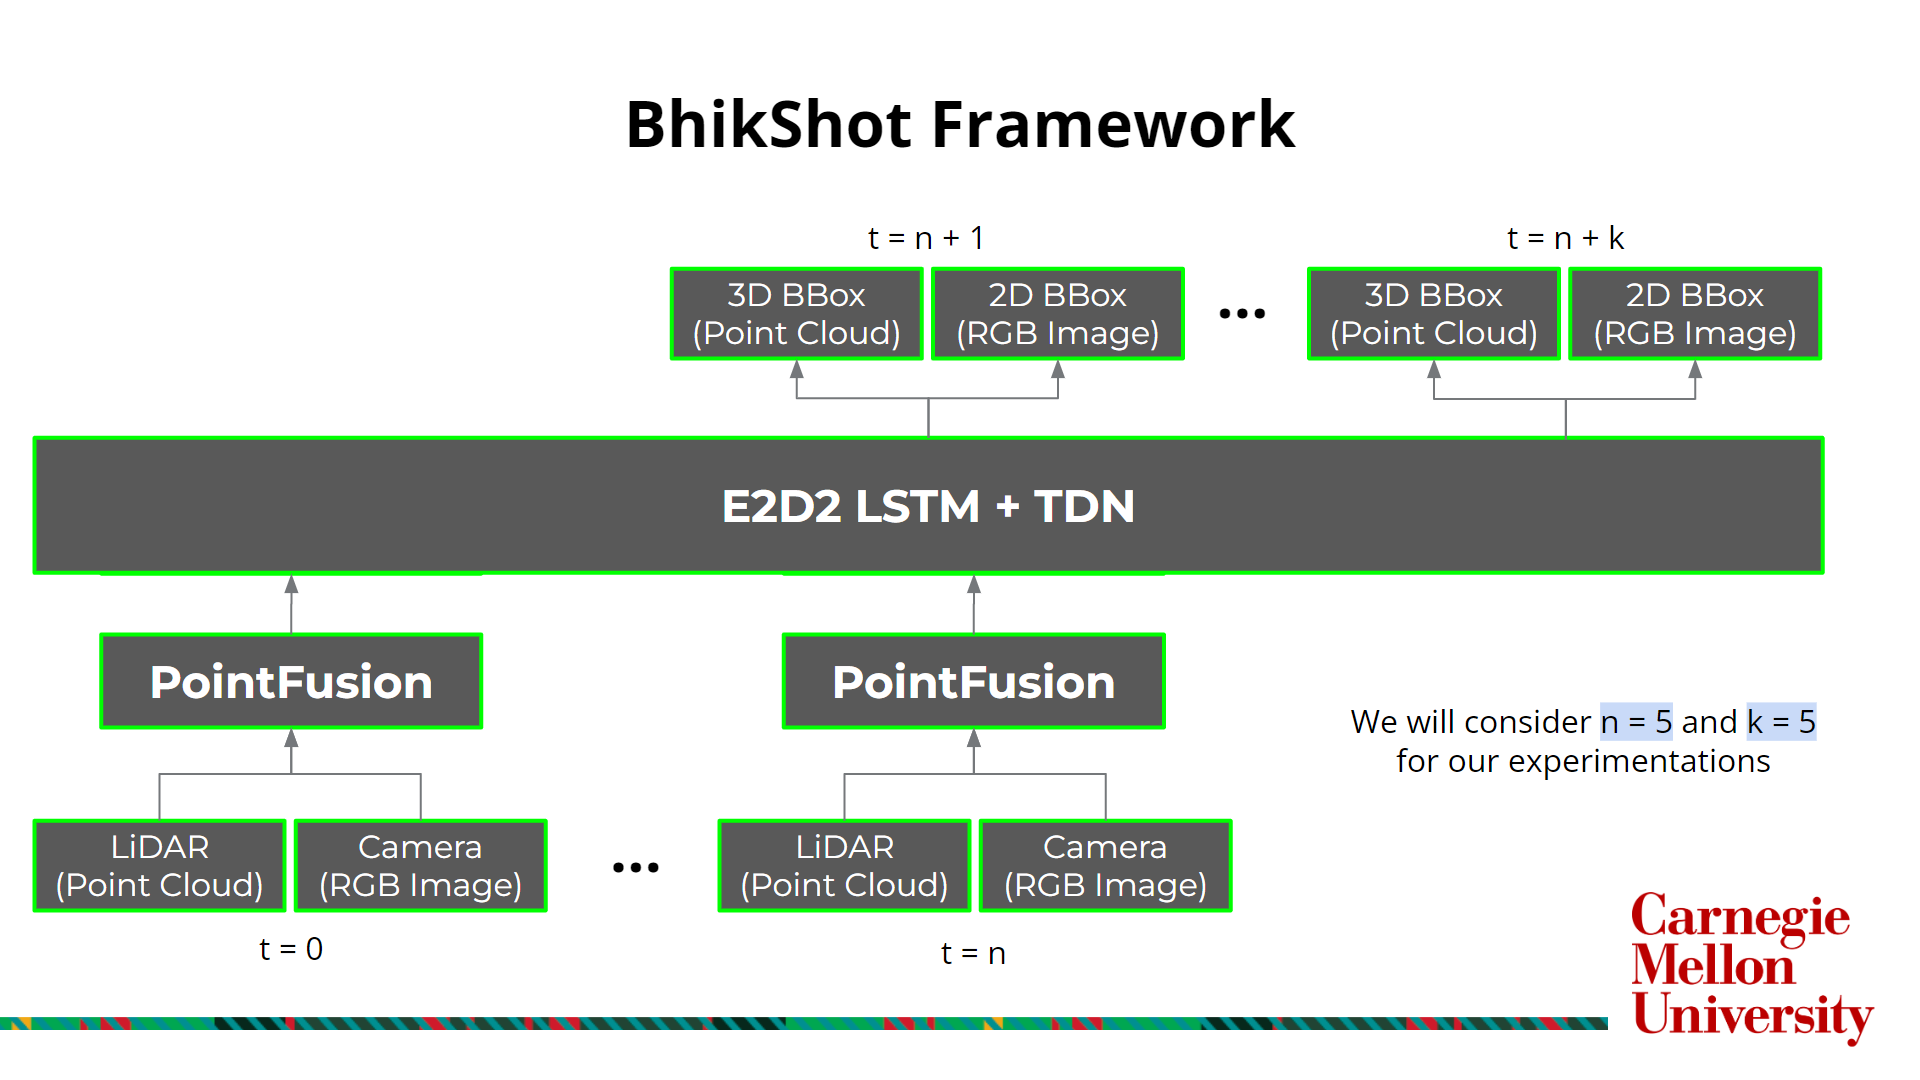 BhikShot Framework
t = n + 1
t = n + k
3D BBox
(Point Cloud)
2D BBox
(RGB Image)
...
3D BBox
(Point Cloud)
2D BBox
(RGB Image)
E2D2 LSTM + TDN
PointFusion
PointFusion
We will consider n = 5 and k = 5
for our experimentations
LiDAR
(Point Cloud)
Camera
(RGB Image)
...
LiDAR
(Point Cloud)
Camera
(RGB Image)
t = 0
t = n
Carnegie
Mellon
University